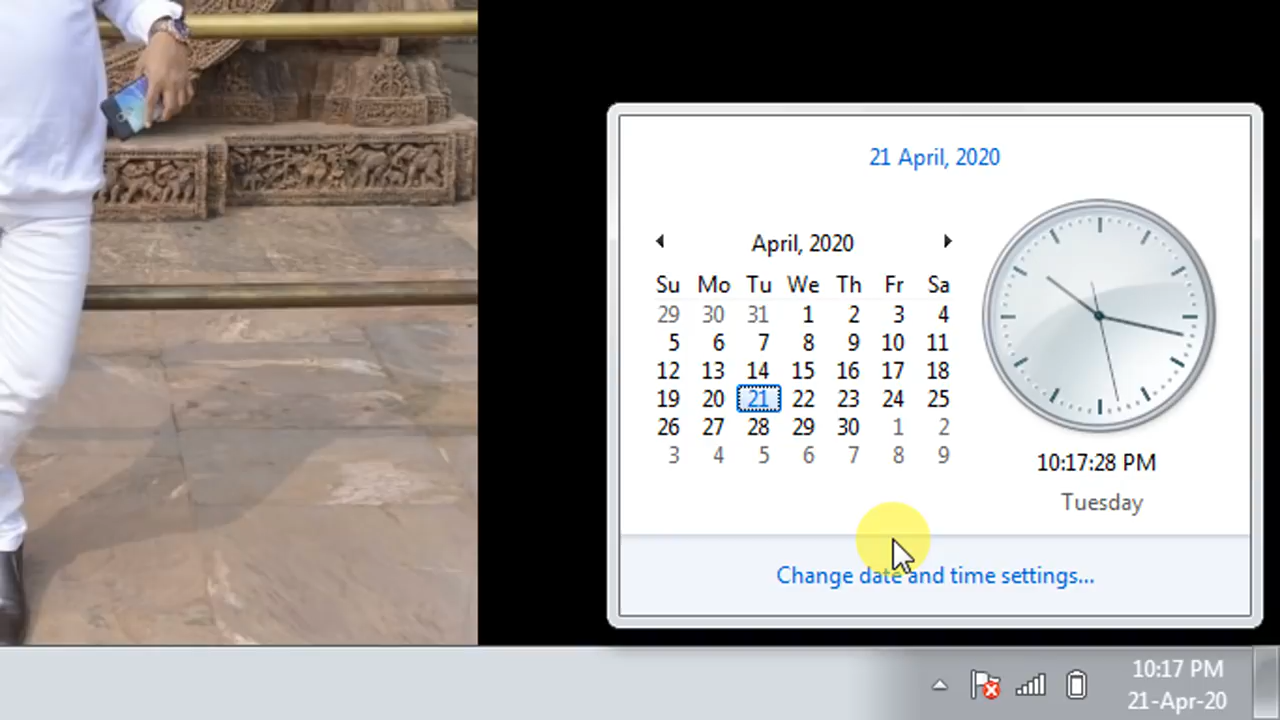 21 April, 2020
April, 2020
Su Mo Tu We Th Fr Sa
29 30 31 1 2 3 4
5 6 7 8 9 10 11
12 13 14 15 16 17 18
19 20 21 22 23 24 25
26 27 28 29 30 1 2
3 4 5 6 7 8 9
10:17:28 PM
Tuesday
Change date and time settings...
10:17 PM
21-Apr-20